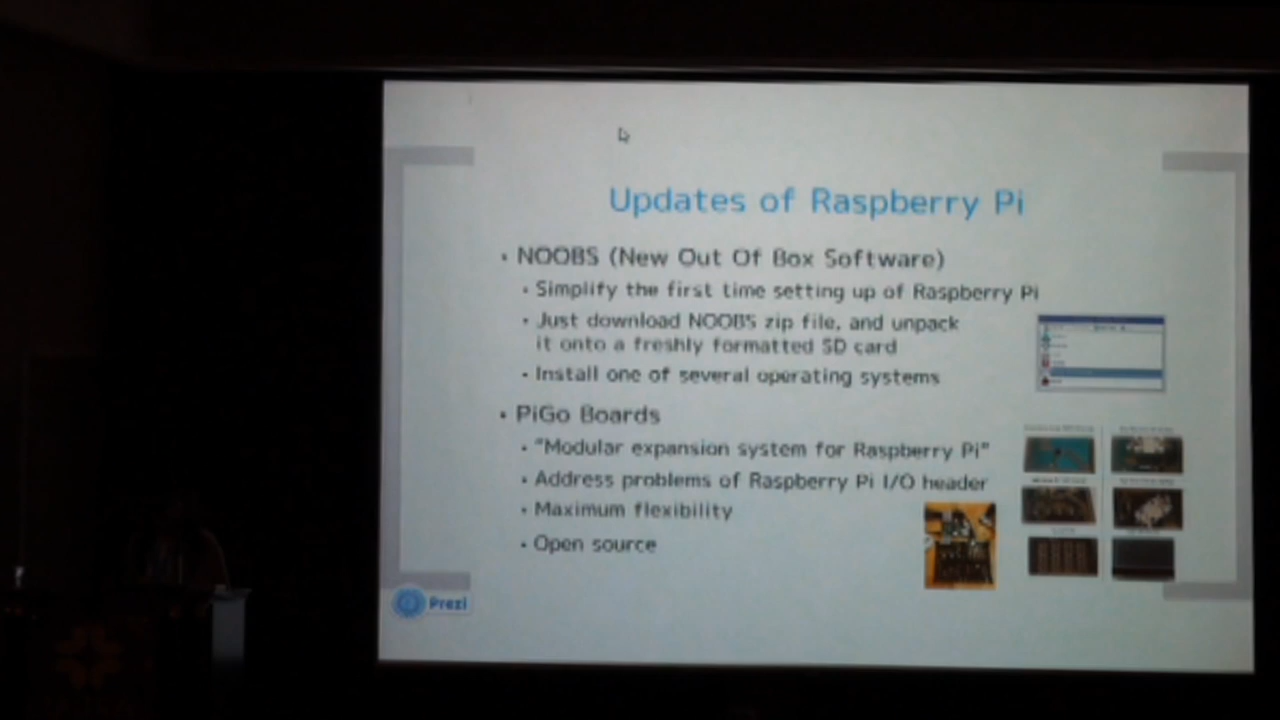 Updates of Raspberry Pi
• NOOBS (New Out Of Box Software)
• Simplify the first time setting up of Raspberry Pi
• Just download NOOBS zip file, and unpack
it onto a freshly formatted SD card
• Install one of several operating systems
• PiGo Boards
• "Modular expansion system for Raspberry Pi"
• Address problems of Raspberry Pi I/O header
• Maximum flexibility
• Open source
Prezi